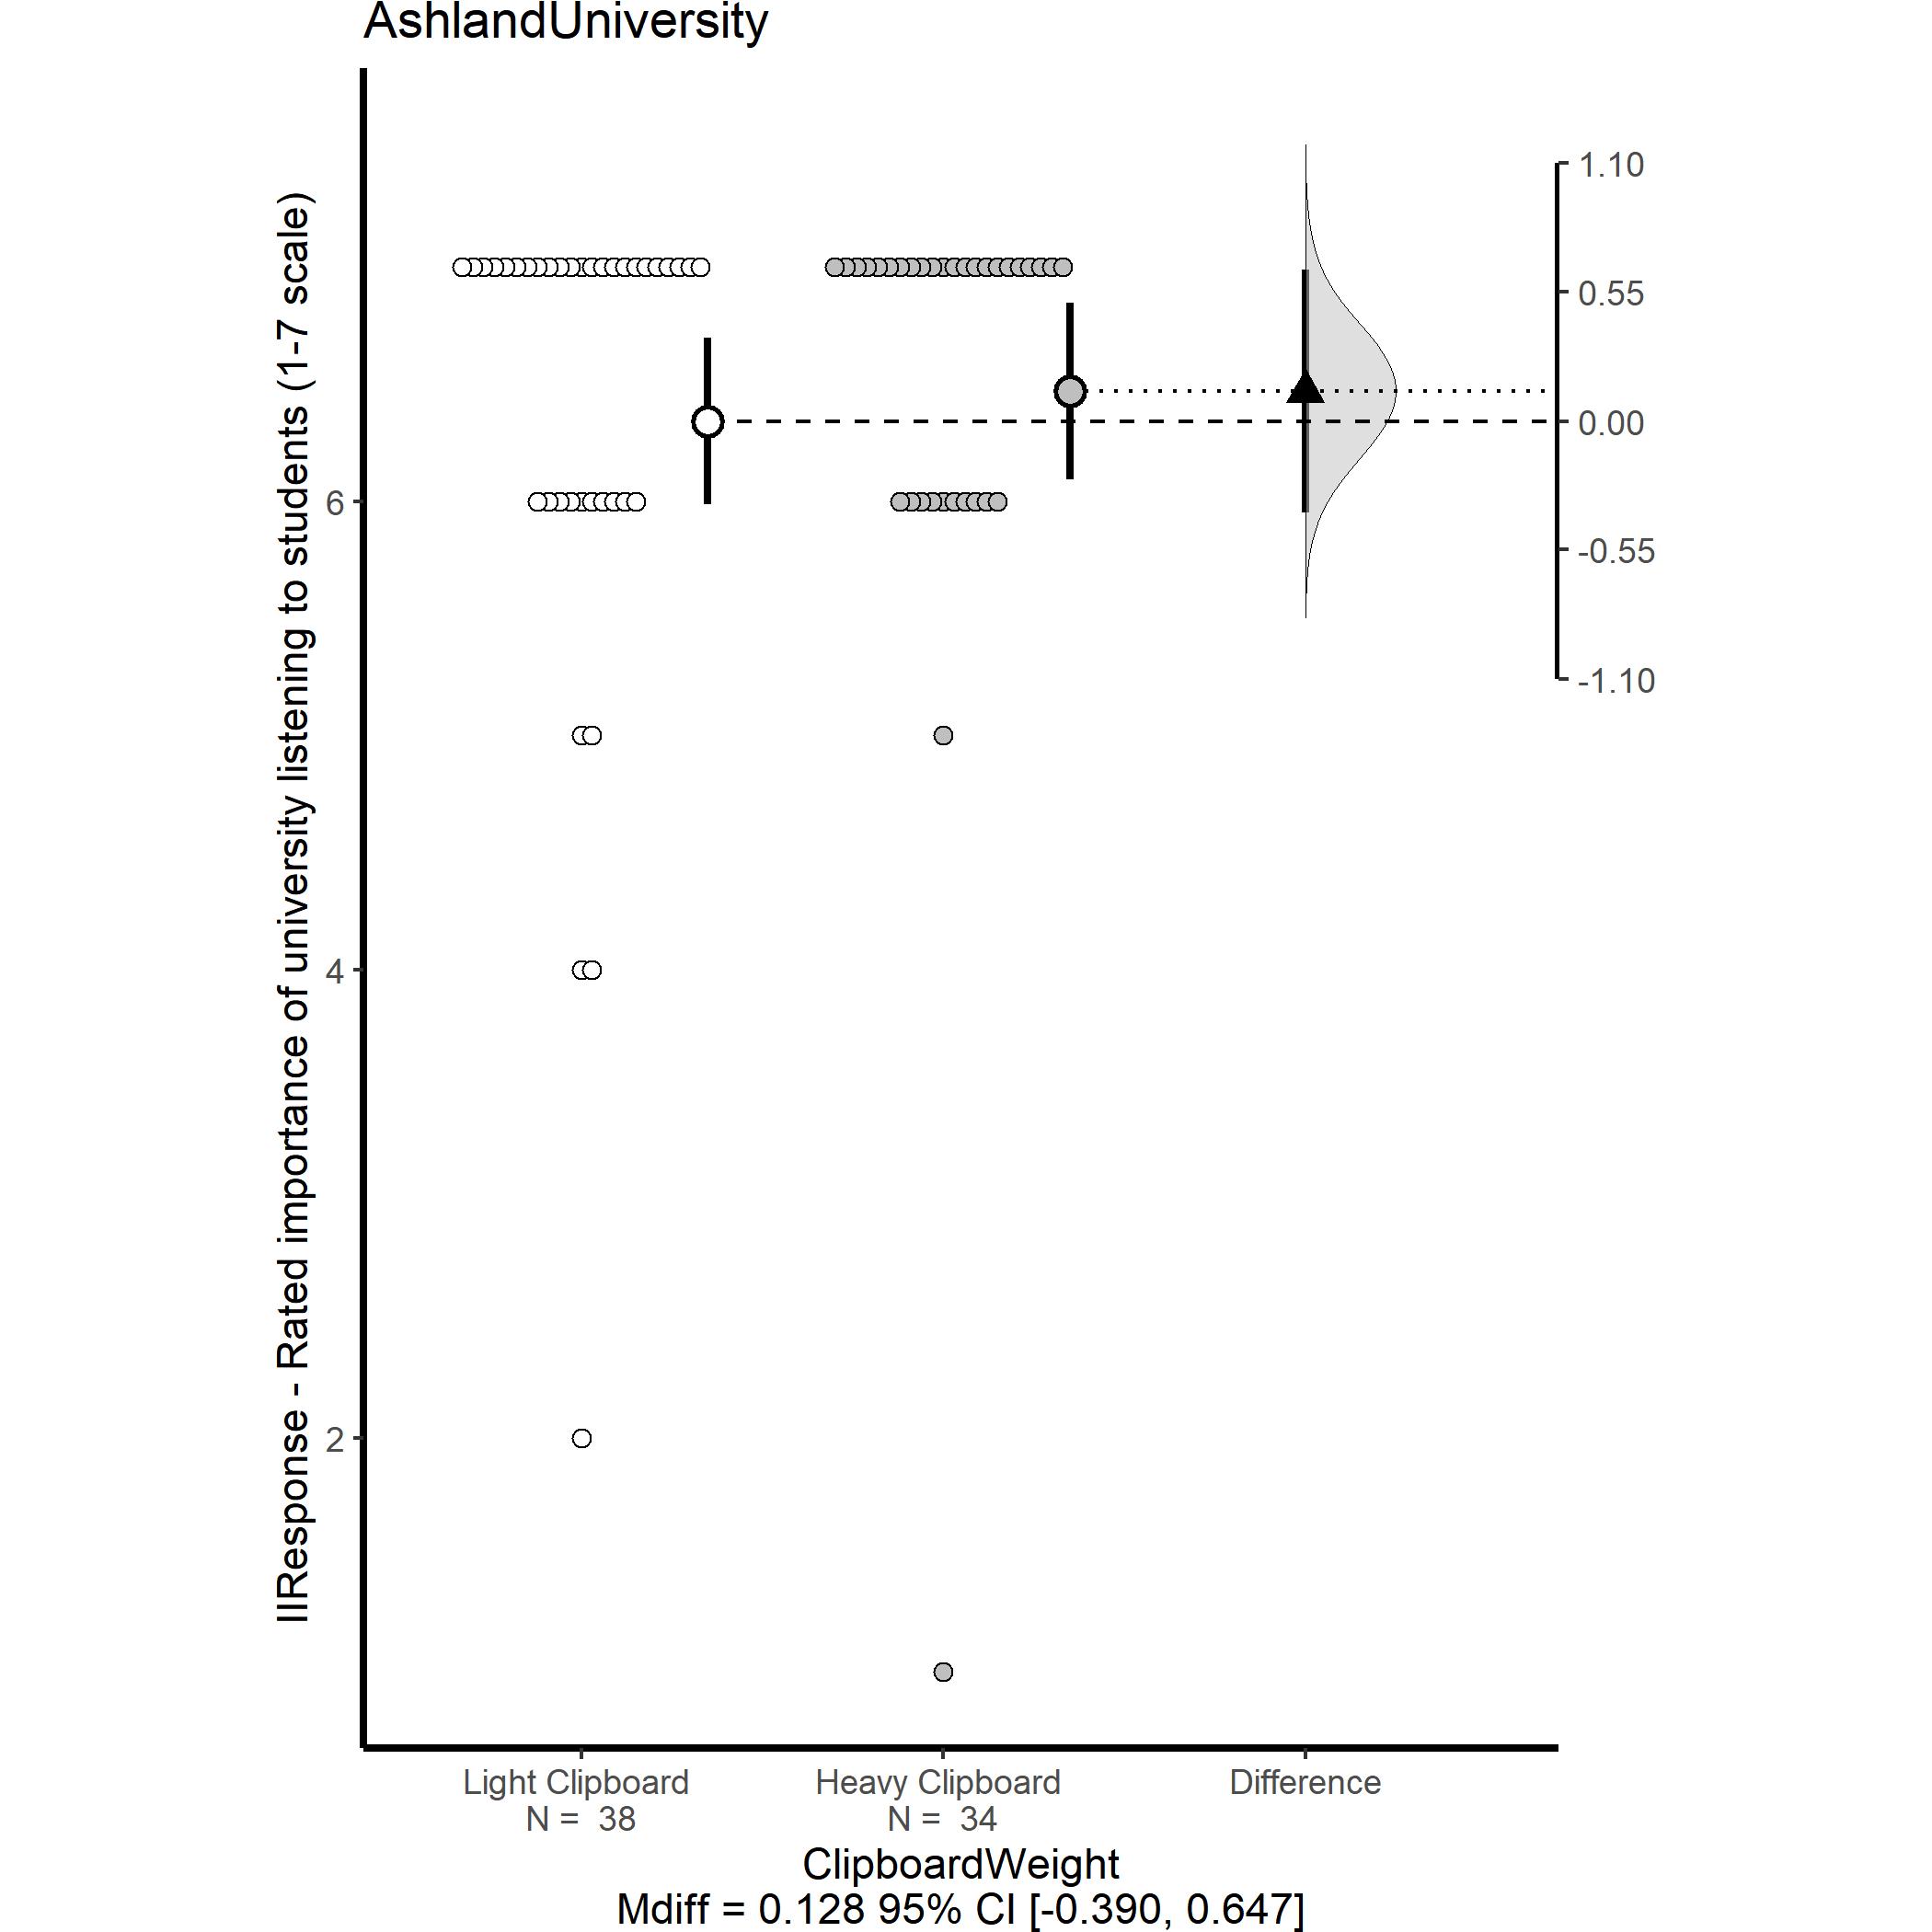 AshlandUniversity
IIResponse - Rated importance of university listening to students (1-7 scale)
6
4
2
1.10
0.55
0.00
-0.55
-1.10
Light Clipboard
N =  38
Heavy Clipboard
N =  34
Difference
ClipboardWeight
Mdiff = 0.128 95% CI [-0.390, 0.647]